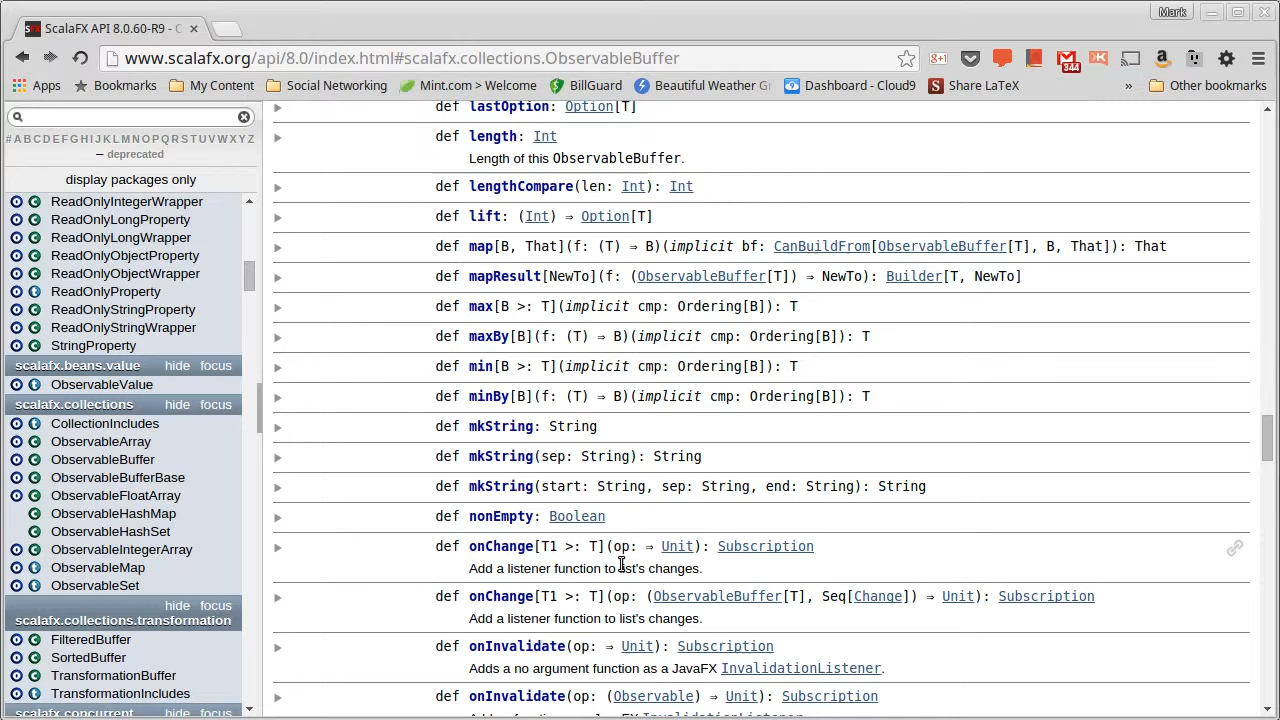 Mark
ScalaFX API 8.0.60-R9 - C
www.scalafx.org/api/8.0/index.html#scalafx.collections.ObservableBuffer
344
Apps Bookmarks My Content Social Networking Mint.com > Welcome BillGuard Beautiful Weather Gr Dashboard - Cloud9 Share LaTeX » Other bookmarks
#ABCDEFGHIJKLMNOPQRSTUVWXYZ
– deprecated
display packages only
ReadOnlyIntegerWrapper
ReadOnlyLongProperty
ReadOnlyLongWrapper
ReadOnlyObjectProperty
ReadOnlyObjectWrapper
ReadOnlyProperty
ReadOnlyStringProperty
ReadOnlyStringWrapper
StringProperty
scalafx.beans.value hide focus
ObservableValue
scalafx.collections hide focus
CollectionIncludes
ObservableArray
ObservableBuffer
ObservableBufferBase
ObservableFloatArray
ObservableHashMap
ObservableHashSet
ObservableIntegerArray
ObservableMap
ObservableSet
hide focus
scalafx.collections.transformation
FilteredBuffer
SortedBuffer
TransformationBuffer
TransformationIncludes
scalafx.concurrent hide focus
def lastOption: Option[T]
def length: Int
Length of this ObservableBuffer.
def lengthCompare(len: Int): Int
def lift: (Int) ⇒ Option[T]
def map[B, That](f: (T) ⇒ B)(implicit bf: CanBuildFrom[ObservableBuffer[T], B, That]): That
def mapResult[NewTo](f: (ObservableBuffer[T]) ⇒ NewTo): Builder[T, NewTo]
def max[B >: T](implicit cmp: Ordering[B]): T
def maxBy[B](f: (T) ⇒ B)(implicit cmp: Ordering[B]): T
def min[B >: T](implicit cmp: Ordering[B]): T
def minBy[B](f: (T) ⇒ B)(implicit cmp: Ordering[B]): T
def mkString: String
def mkString(sep: String): String
def mkString(start: String, sep: String, end: String): String
def nonEmpty: Boolean
def onChange[T1 >: T](op: ⇒ Unit): Subscription
Add a listener function to list's changes.
def onChange[T1 >: T](op: (ObservableBuffer[T], Seq[Change]) ⇒ Unit): Subscription
Add a listener function to list's changes.
def onInvalidate(op: ⇒ Unit): Subscription
Adds a no argument function as a JavaFX InvalidationListener.
def onInvalidate(op: (Observable) ⇒ Unit): Subscription